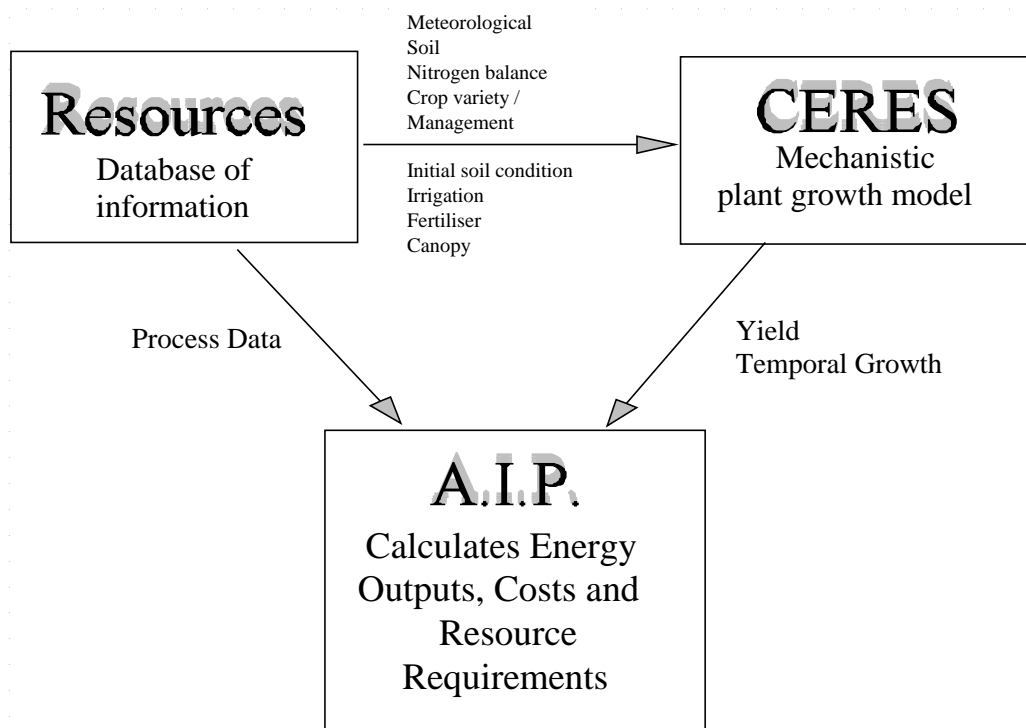 Resources
Database of
information
Meteorological
Soil
Nitrogen balance
Crop variety /
Management
Initial soil condition
Irrigation
Fertiliser
Canopy
CERES
Mechanistic
plant growth model
Process Data
Yield
Temporal Growth
A.I.P.
Calculates Energy
Outputs, Costs and
Resource
Requirements